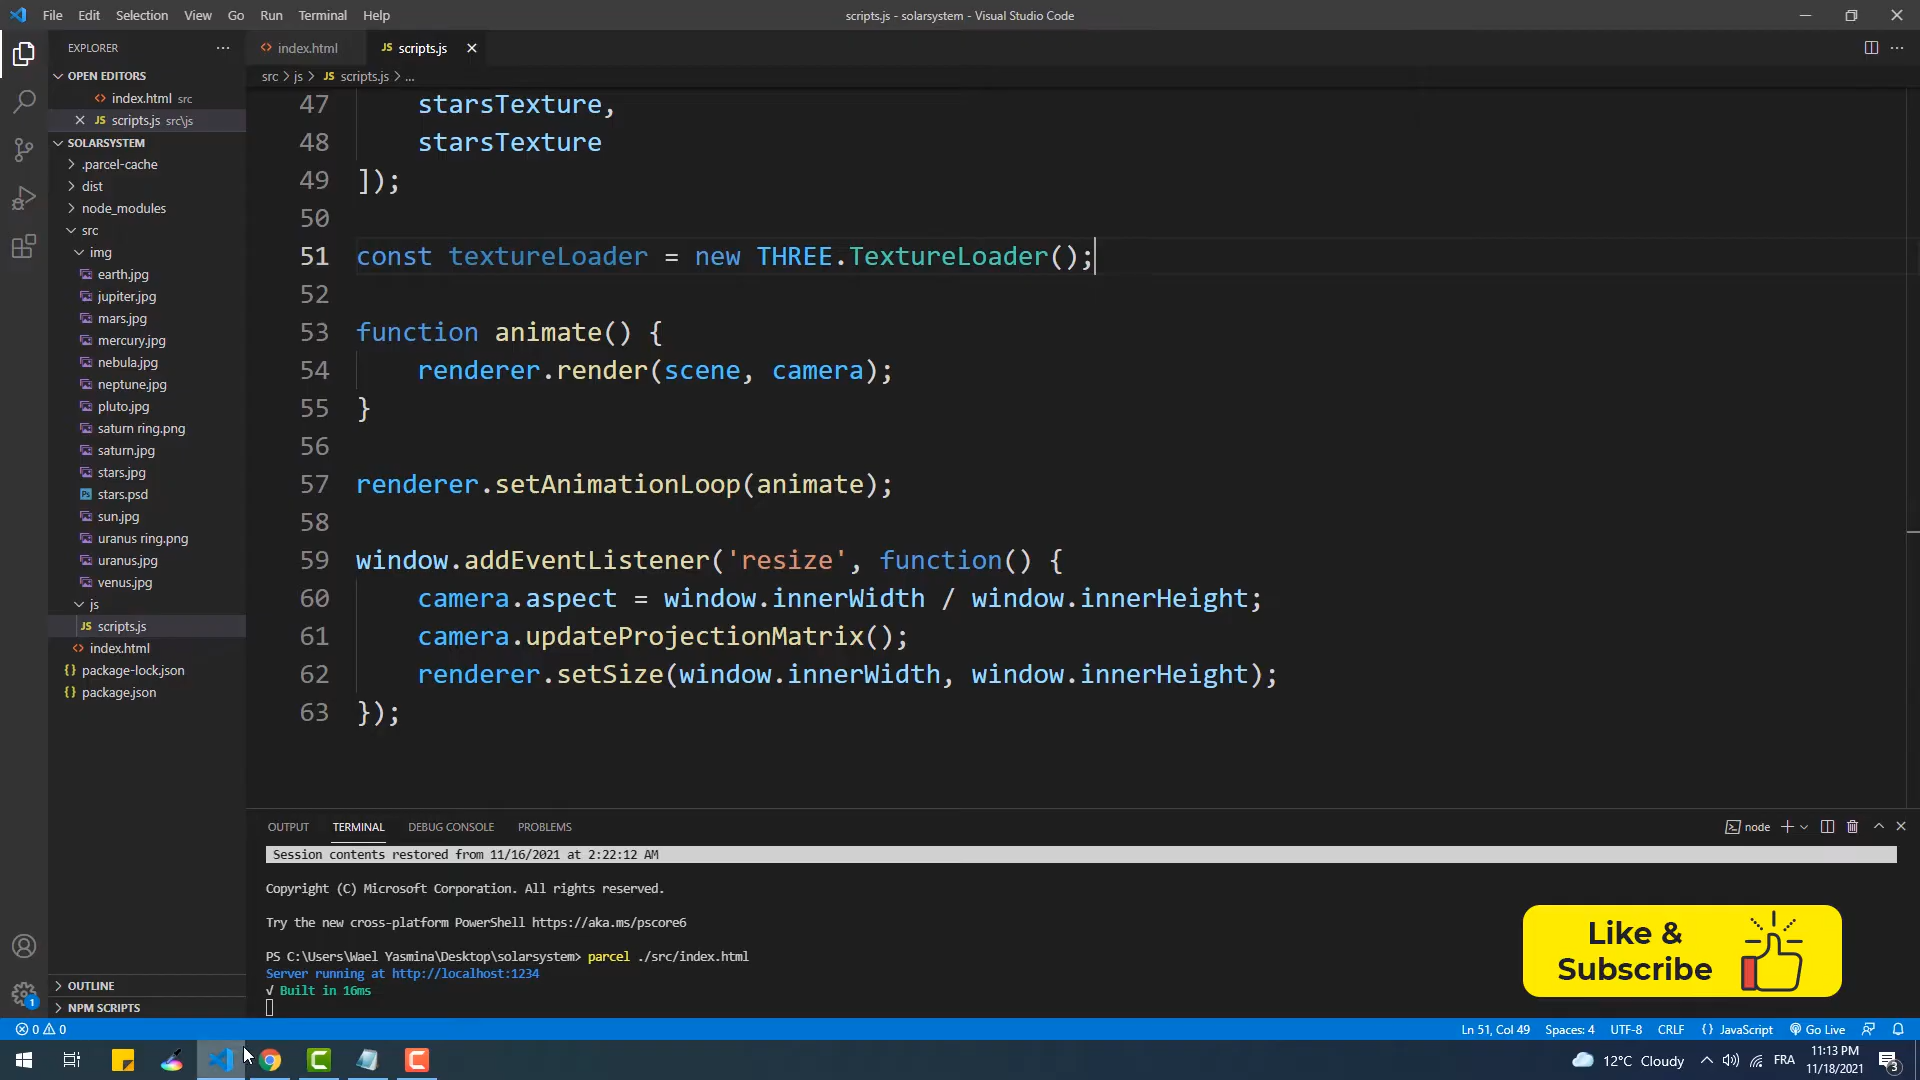 File Edit Selection View Go Run Terminal Help
scripts.js - solarsystem - Visual Studio Code
EXPLORER
OPEN EDITORS
index.html src
scripts.js src\js
SOLARSYSTEM
.parcel-cache
dist
node_modules
src
img
earth.jpg
jupiter.jpg
mars.jpg
mercury.jpg
nebula.jpg
neptune.jpg
pluto.jpg
saturn ring.png
saturn.jpg
stars.jpg
Ps stars.psd
sun.jpg
uranus ring.png
uranus.jpg
venus.jpg
js
JS scripts.js
index.html
{} package-lock.json
{} package.json
OUTLINE
NPM SCRIPTS
index.html
JS scripts.js
src > js > JS scripts.js > ...
47 starsTexture,
48 starsTexture
49 ]);
50
51 const textureLoader = new THREE.TextureLoader();
52
53 function animate() {
54 renderer.render(scene, camera);
55 }
56
57 renderer.setAnimationLoop(animate);
58
59 window.addEventListener('resize', function() {
60 camera.aspect = window.innerWidth / window.innerHeight;
61 camera.updateProjectionMatrix();
62 renderer.setSize(window.innerWidth, window.innerHeight);
63 });
OUTPUT TERMINAL DEBUG CONSOLE PROBLEMS
node
Session contents restored from 11/16/2021 at 2:22:12 AM
Copyright (C) Microsoft Corporation. All rights reserved.
Try the new cross-platform PowerShell https://aka.ms/pscore6
PS C:\Users\Wael Yasmina\Desktop\solarsystem> parcel ./src/index.html
Server running at http://localhost:1234
√ Built in 16ms
Like &
Subscribe
1
0 0
Ln 51, Col 49 Spaces: 4 UTF-8 CRLF {} JavaScript Go Live
12°C Cloudy
FRA
11:13 PM
11/18/2021
3